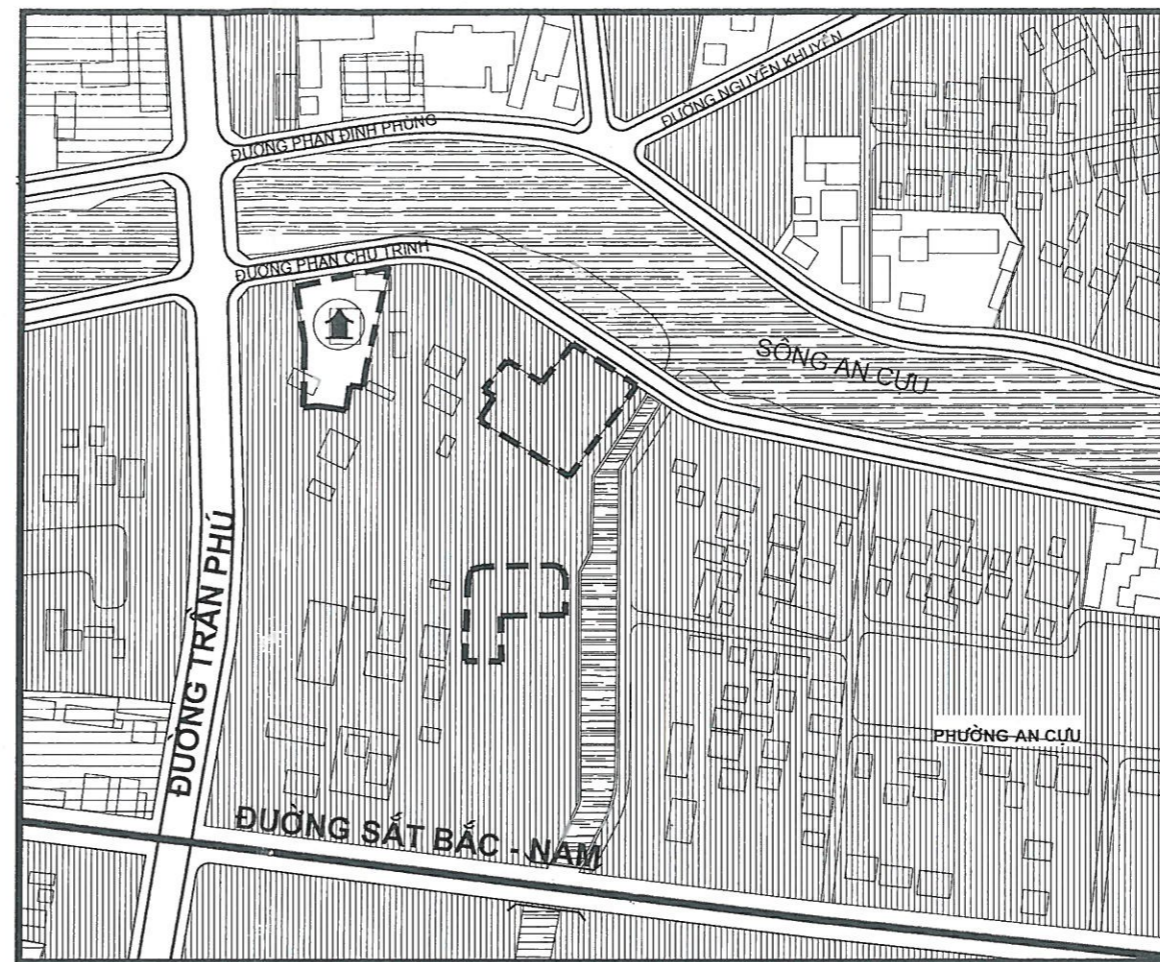 ĐƯỜNG NGUYỄN KHUYẾN
ĐƯỜNG PHAN ĐÌNH PHÙNG
ĐƯỜNG PHAN CHU TRINH
SÔNG AN CỰU
ĐƯỜNG TRẦN PHÚ
PHƯỜNG AN CỰU
ĐƯỜNG SẮT BẮC - NAM